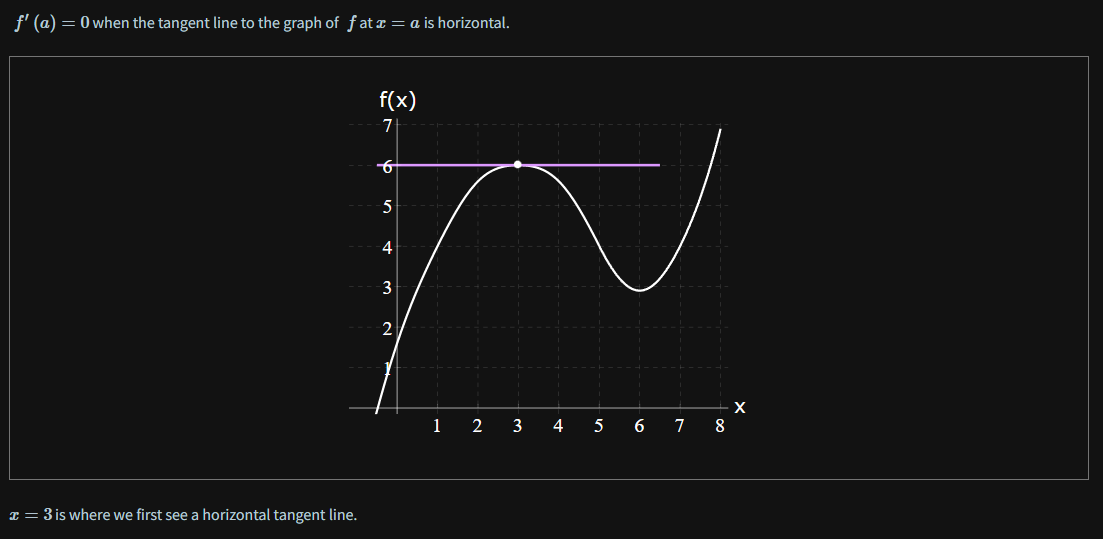 f′ (a) = 0 when the tangent line to the graph of f at x = a is horizontal.
f(x)
7
6
5
4
3
2
1
x
1 2 3 4 5 6 7 8
x = 3 is where we first see a horizontal tangent line.